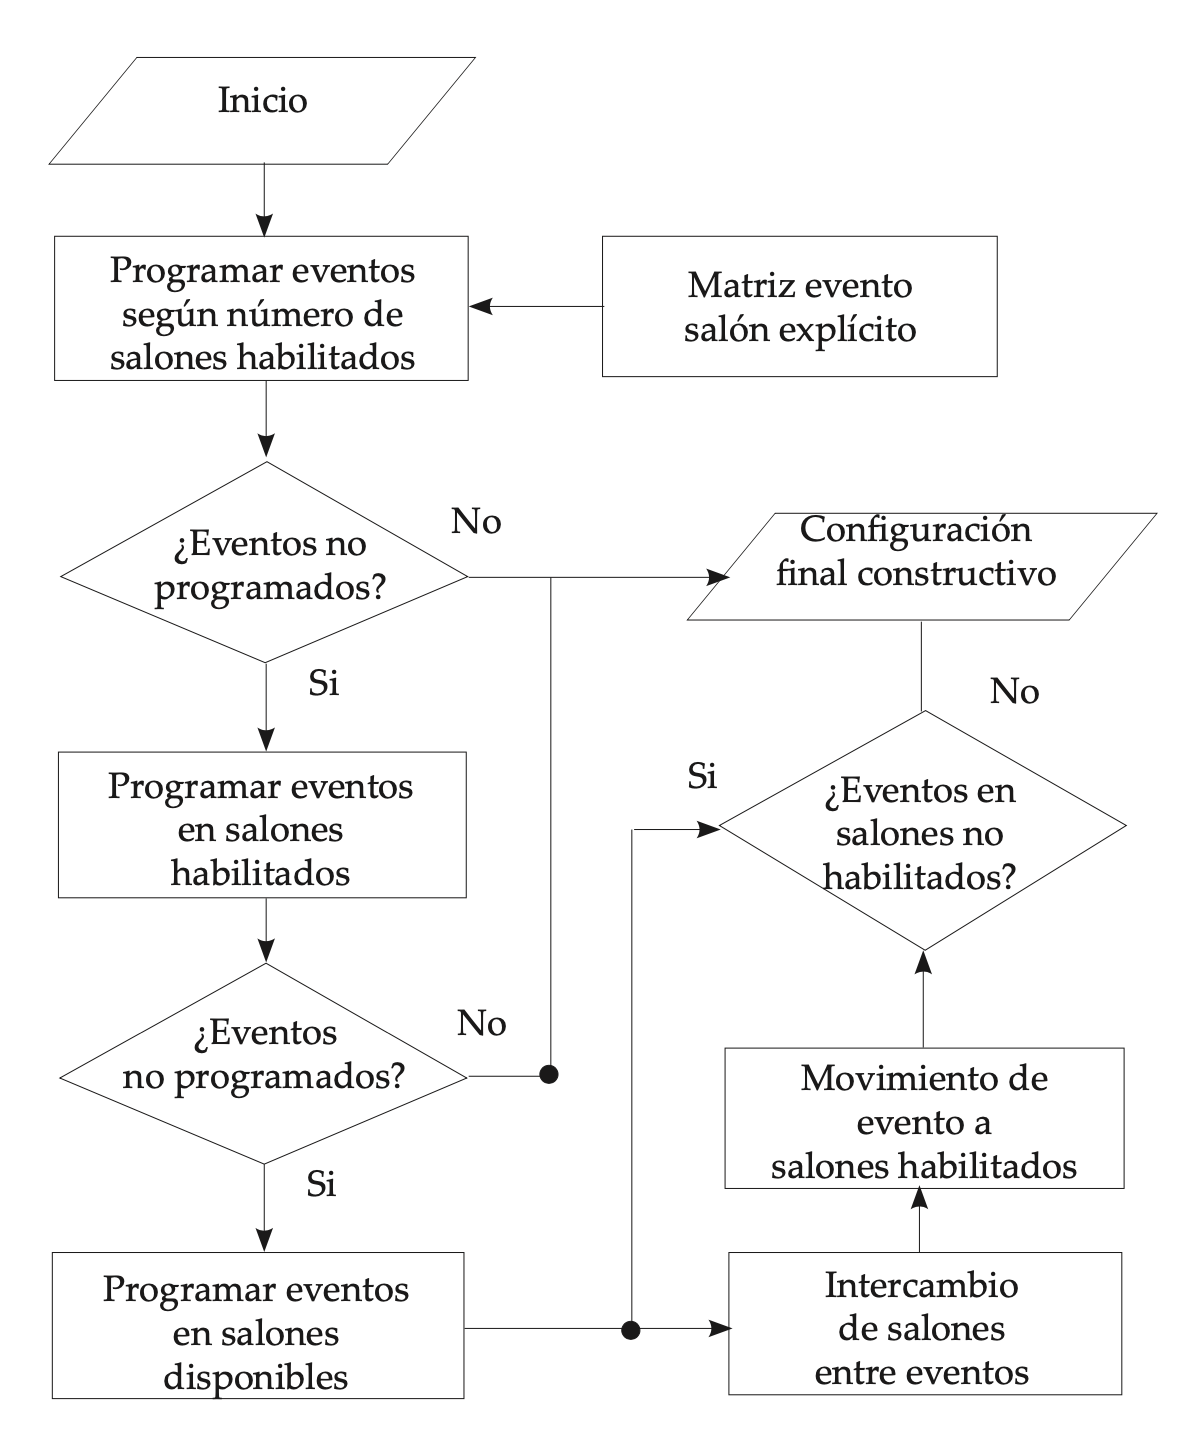 Inicio
Programar eventos
según número de
salones habilitados
Matriz evento
salón explícito
¿Eventos no
programados?
No
Si
Configuración
final constructivo
Programar eventos
en salones
habilitados
No
Si
¿Eventos en
salones no
habilitados?
¿Eventos
no programados?
No
Si
Movimiento de
evento a
salones habilitados
Programar eventos
en salones
disponibles
Intercambio
de salones
entre eventos